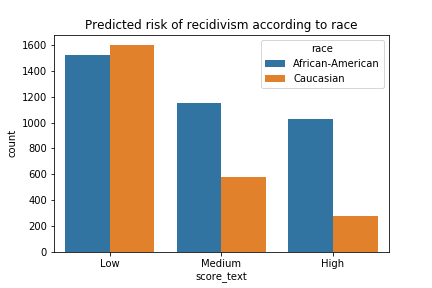 Predicted risk of recidivism according to race
race
African-American
Caucasian
1600
1400
1200
1000
800
600
400
200
0
count
Low Medium High
score_text